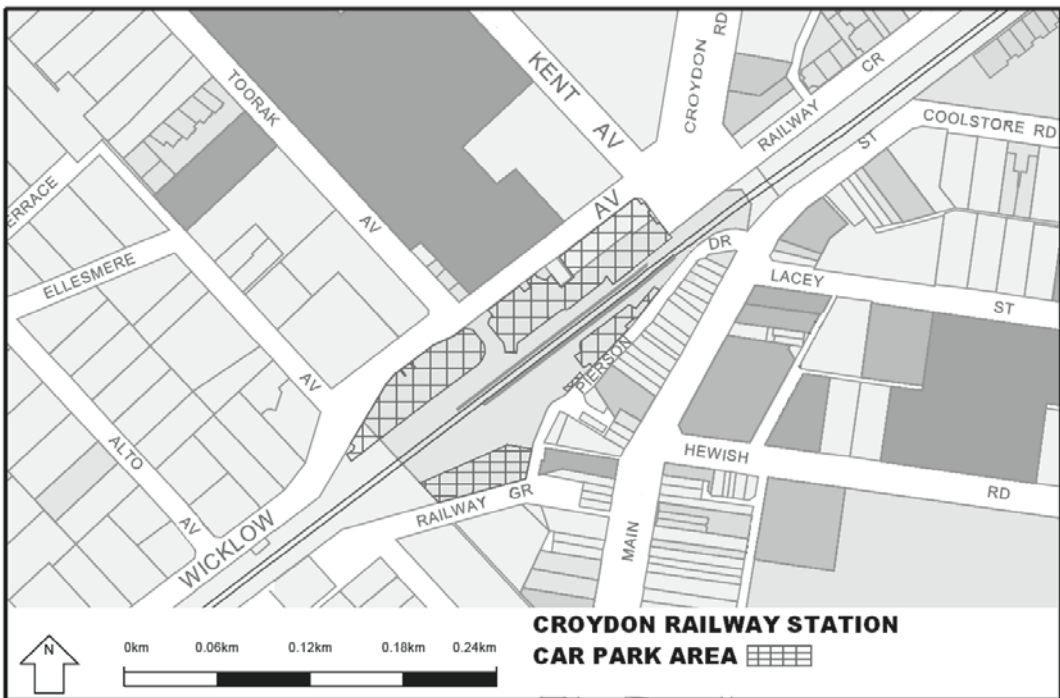 KENT
AV
CROYDON
RD
RAILWAY
CR
TOORAK
AV
COOLSTORE RD
ST
ERRACE
AV
DR
ELLESMERE
LACEY
ST
PIERSON
AV
ALTO
AV
HEWISH
RD
RAILWAY GR
MAIN
WICKLOW
N
0km 0.06km 0.12km 0.18km 0.24km
CROYDON RAILWAY STATION
CAR PARK AREA